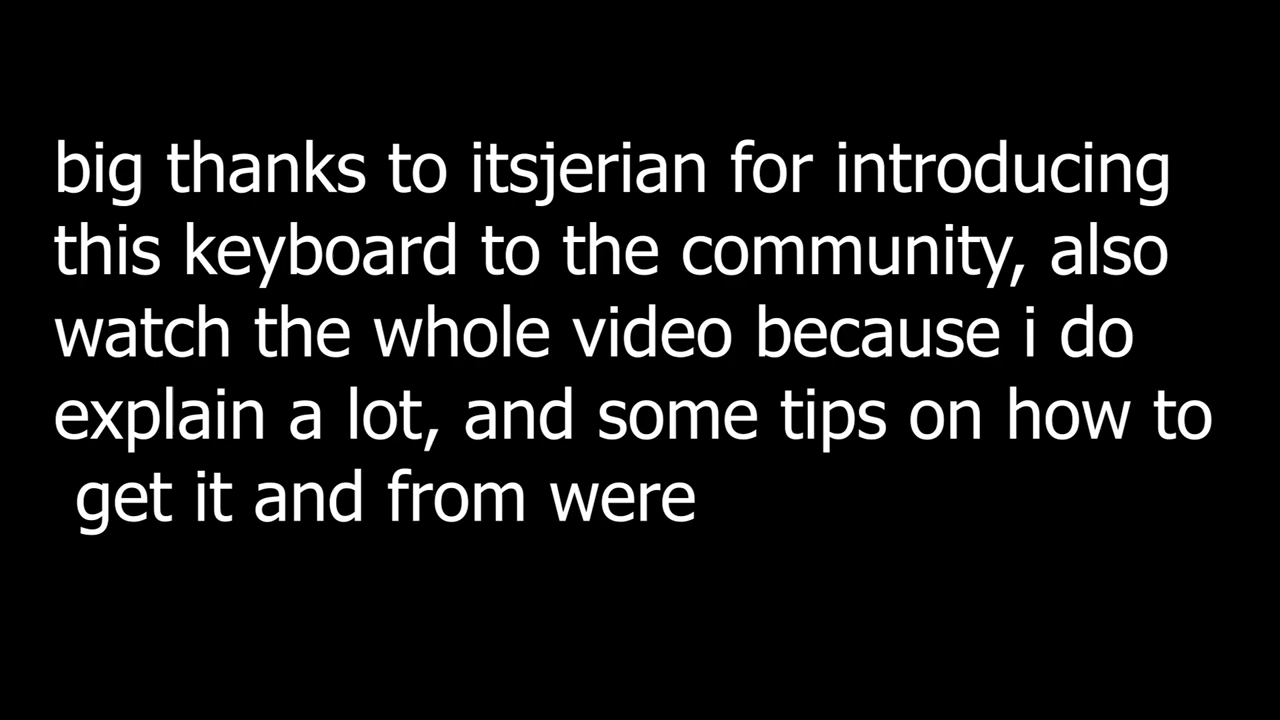 big thanks to itsjerian for introducing
this keyboard to the community, also
watch the whole video because i do
explain a lot, and some tips on how to
get it and from were